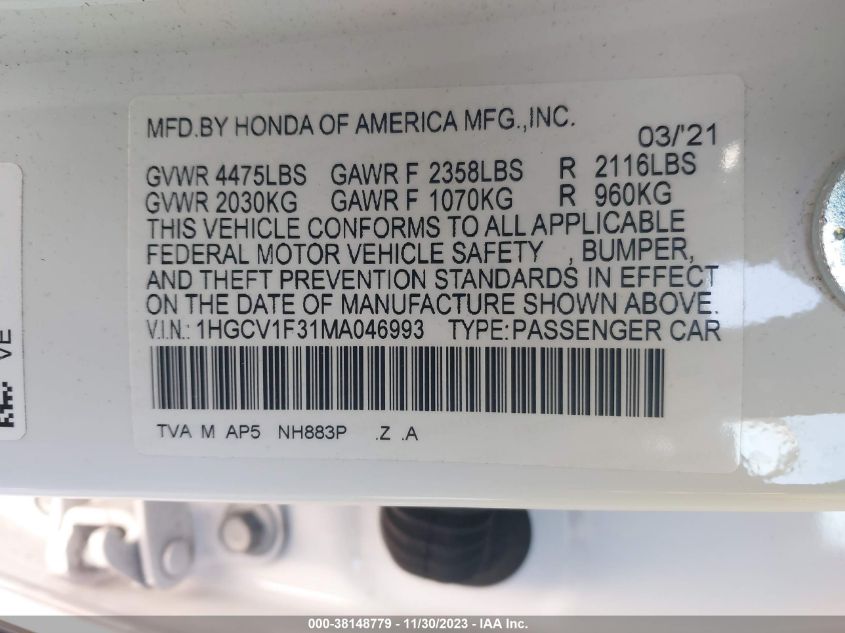 MFD.BY HONDA OF AMERICA MFG.,INC.
03/'21
GVWR 4475LBS GAWR F 2358LBS R 2116LBS
GVWR 2030KG GAWR F 1070KG R 960KG
THIS VEHICLE CONFORMS TO ALL APPLICABLE
FEDERAL MOTOR VEHICLE SAFETY , BUMPER,
AND THEFT PREVENTION STANDARDS IN EFFECT
ON THE DATE OF MANUFACTURE SHOWN ABOVE.
V.I.N.: 1HGCV1F31MA046993 TYPE:PASSENGER CAR
TVA M AP5 NH883P .Z .A
VE
000-38148779 - 11/30/2023 - IAA Inc.